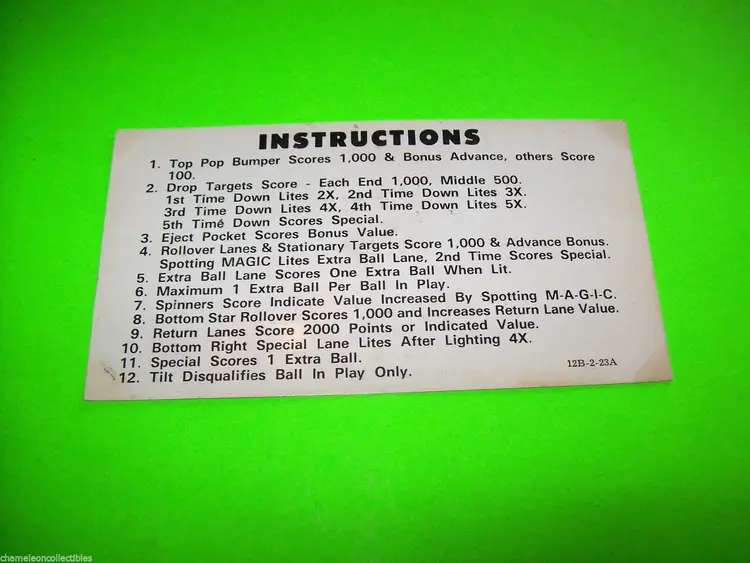 INSTRUCTIONS
1. Top Pop Bumper Scores 1,000 & Bonus Advance, others Score
100.
2. Drop Targets Score - Each End 1,000, Middle 500.
1st Time Down Lites 2X, 2nd Time Down Lites 3X.
3rd Time Down Lites 4X, 4th Time Down Lites 5X.
5th Time Down Scores Special.
3. Eject Pocket Scores Bonus Value.
4. Rollover Lanes & Stationary Targets Score 1,000 & Advance Bonus.
Spotting MAGIC Lites Extra Ball Lane, 2nd Time Scores Special.
5. Extra Ball Lane Scores One Extra Ball When Lit.
6. Maximum 1 Extra Ball Per Ball In Play.
7. Spinners Score Indicate Value Increased By Spotting M-A-G-I-C.
8. Bottom Star Rollover Scores 1,000 and Increases Return Lane Value.
9. Return Lanes Score 2000 Points or Indicated Value.
10. Bottom Right Special Lane Lites After Lighting 4X.
11. Special Scores 1 Extra Ball.
12. Tilt Disqualifies Ball In Play Only.
12B-2-23A
chameleoncollectibles